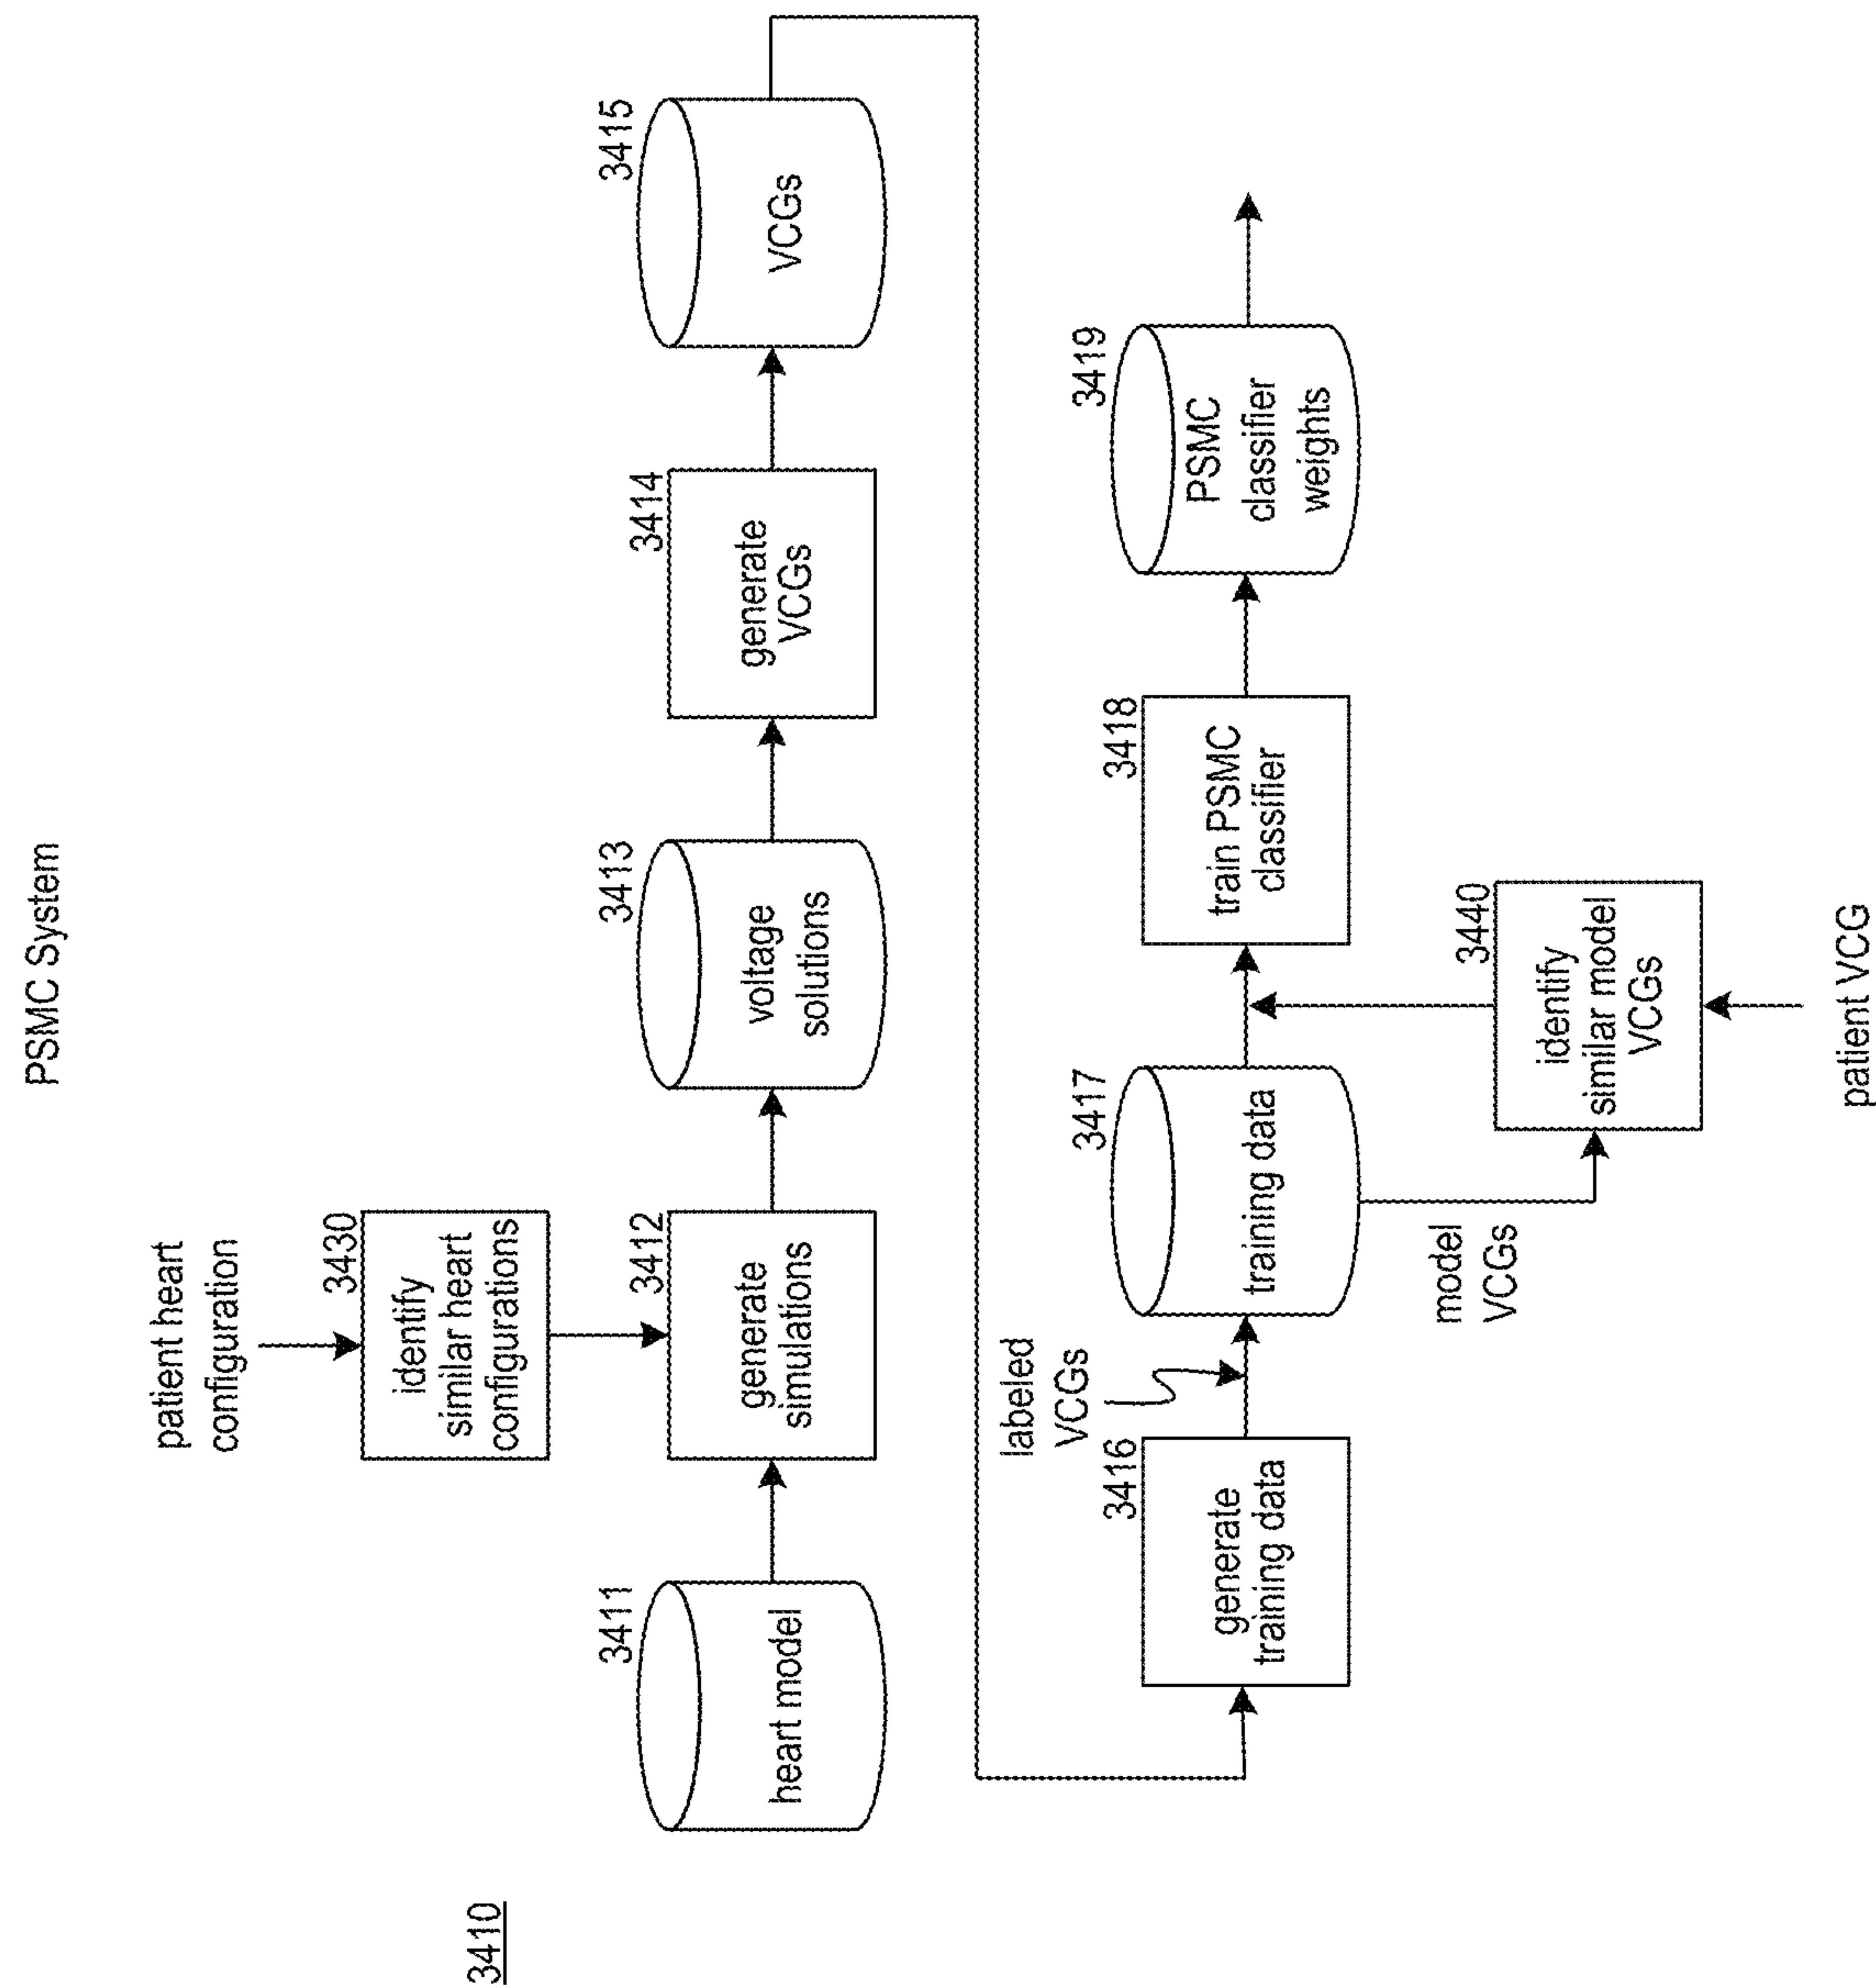 PSMC System
3410
patient heart
configuration
3430
identify
similar heart
configurations
3411
heart model
3412
generate
simulations
3413
voltage
solutions
3414
generate
VCGs
3415
VCGs
3416
generate
training data
labeled
VCGs
3417
training data
model
VCGs
3418
train PSMC
classifier
3419
PSMC
classifier
weights
3440
identify
similar model
VCGs
patient VCG